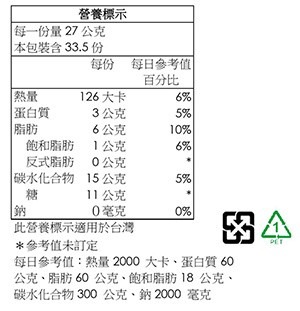 營養標示
每一份量 27 公克
本包裝含 33.5 份
每份 每日參考值
百分比
熱量 126 大卡 6%
蛋白質 3 公克 5%
脂肪 6 公克 10%
飽和脂肪 1 公克 6%
反式脂肪 0 公克 *
碳水化合物 15 公克 5%
糖 11 公克 *
鈉 0 毫克 0%
此營養標示適用於台灣
＊參考值未訂定
每日參考值：熱量 2000 大卡、蛋白質 60
公克、脂肪 60 公克、飽和脂肪 18 公克、
碳水化合物 300 公克、鈉 2000 毫克
1
PET